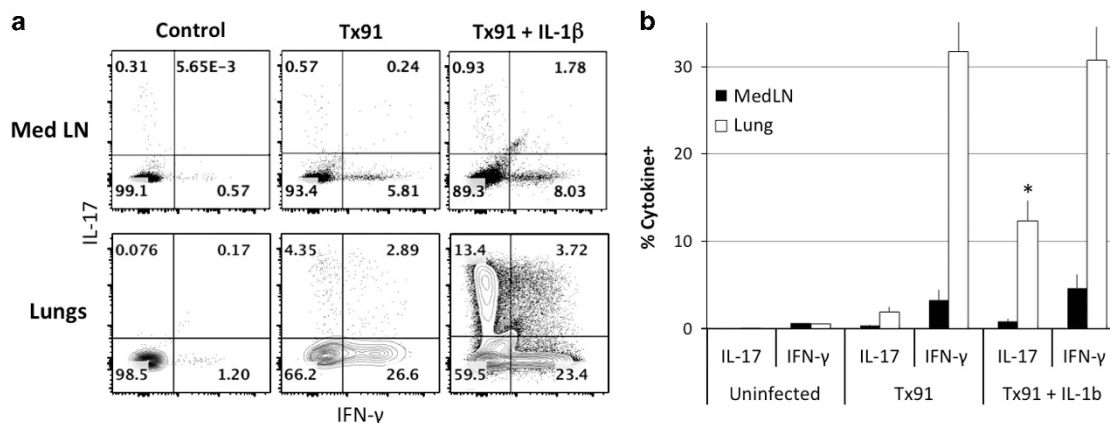 a
Control Tx91 Tx91 + IL-1β
Med LN
0.31 5.65E-3 0.57 0.24 0.93 1.78
99.1 0.57 93.4 5.81 89.3 8.03
IL-17
Lungs
0.076 0.17 4.35 2.89 13.4 3.72
98.5 1.20 66.2 26.6 59.5 23.4
IFN-γ
b
% Cytokine+
30
20
10
0
MedLN
Lung
*
IL-17 IFN-γ IL-17 IFN-γ IL-17 IFN-γ
Uninfected Tx91 Tx91 + IL-1b